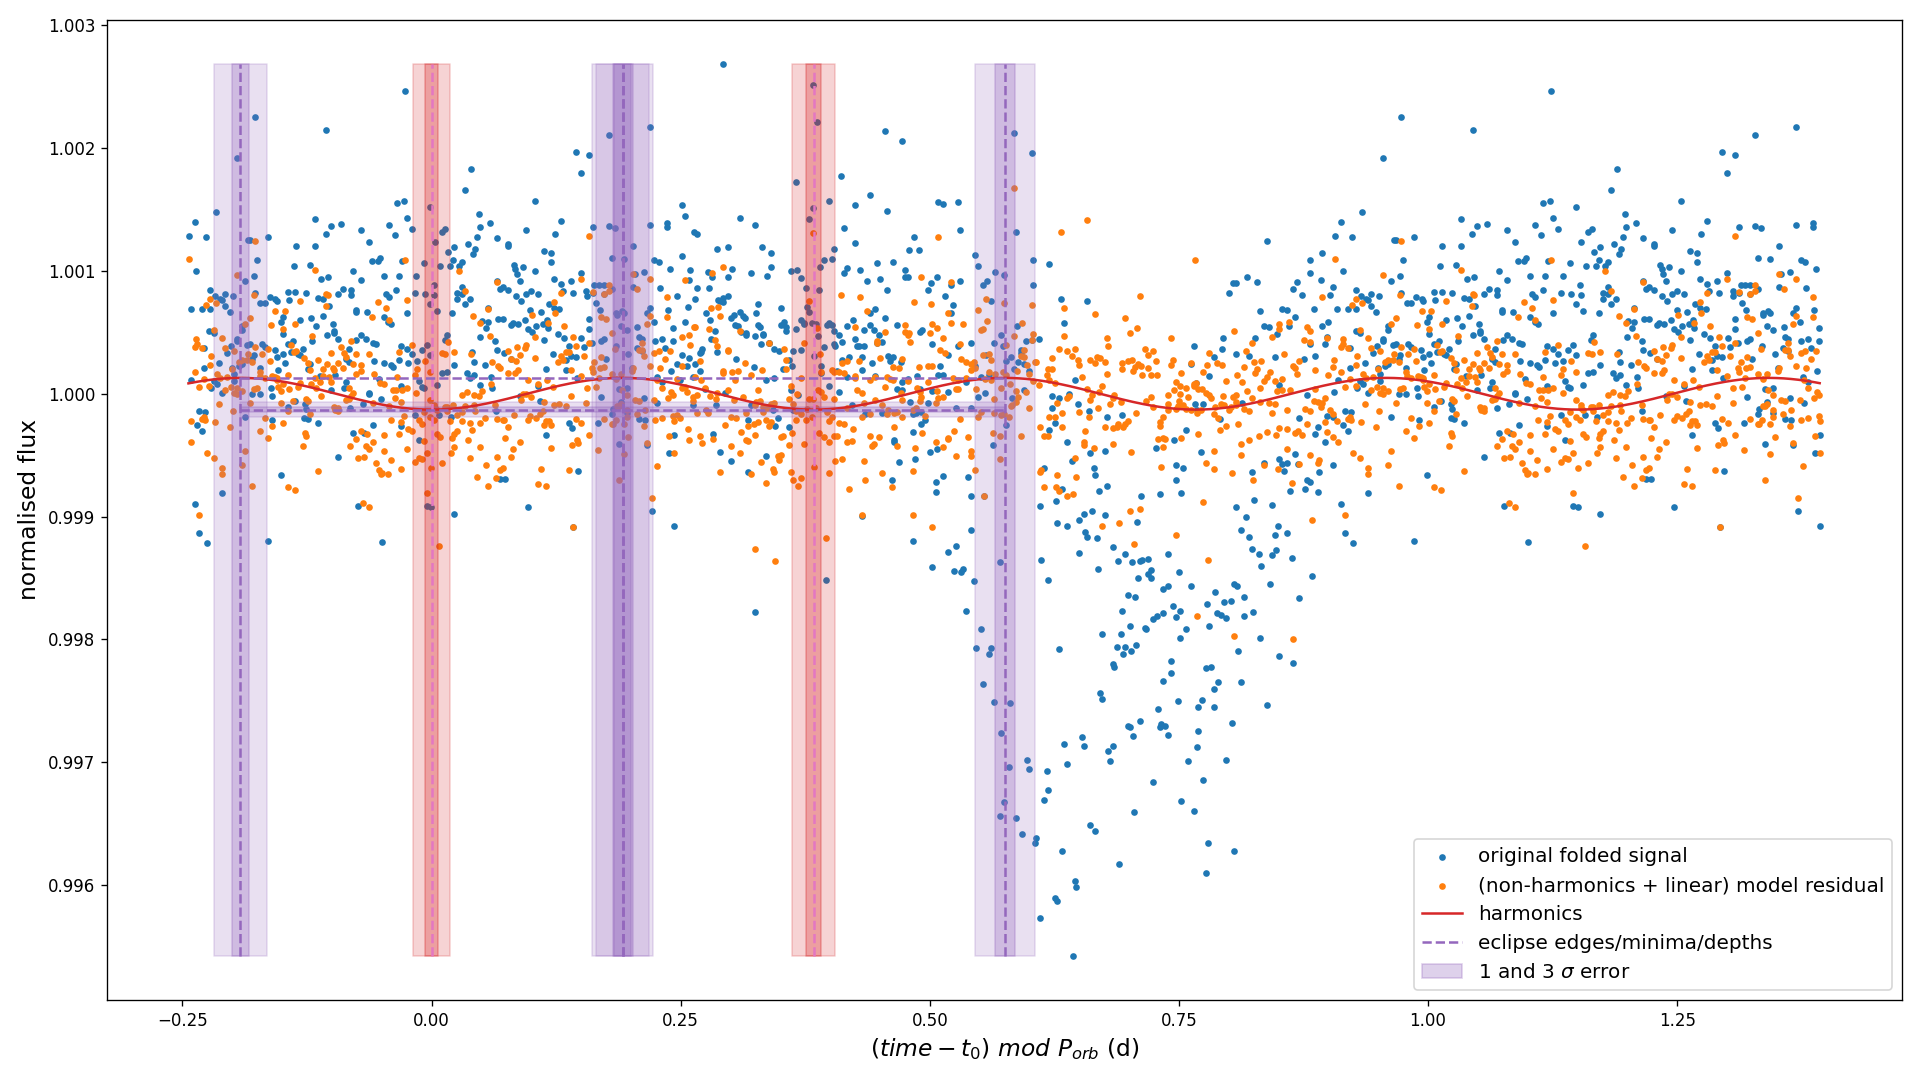 1.003
1.002
1.001
1.000
0.999
0.998
0.997
0.996
normalised flux
−0.25 0.00 0.25 0.50 0.75 1.00 1.25
(time − t₀) mod Pₒᵣb (d)
original folded signal
(non-harmonics + linear) model residual
harmonics
eclipse edges/minima/depths
1 and 3 σ error